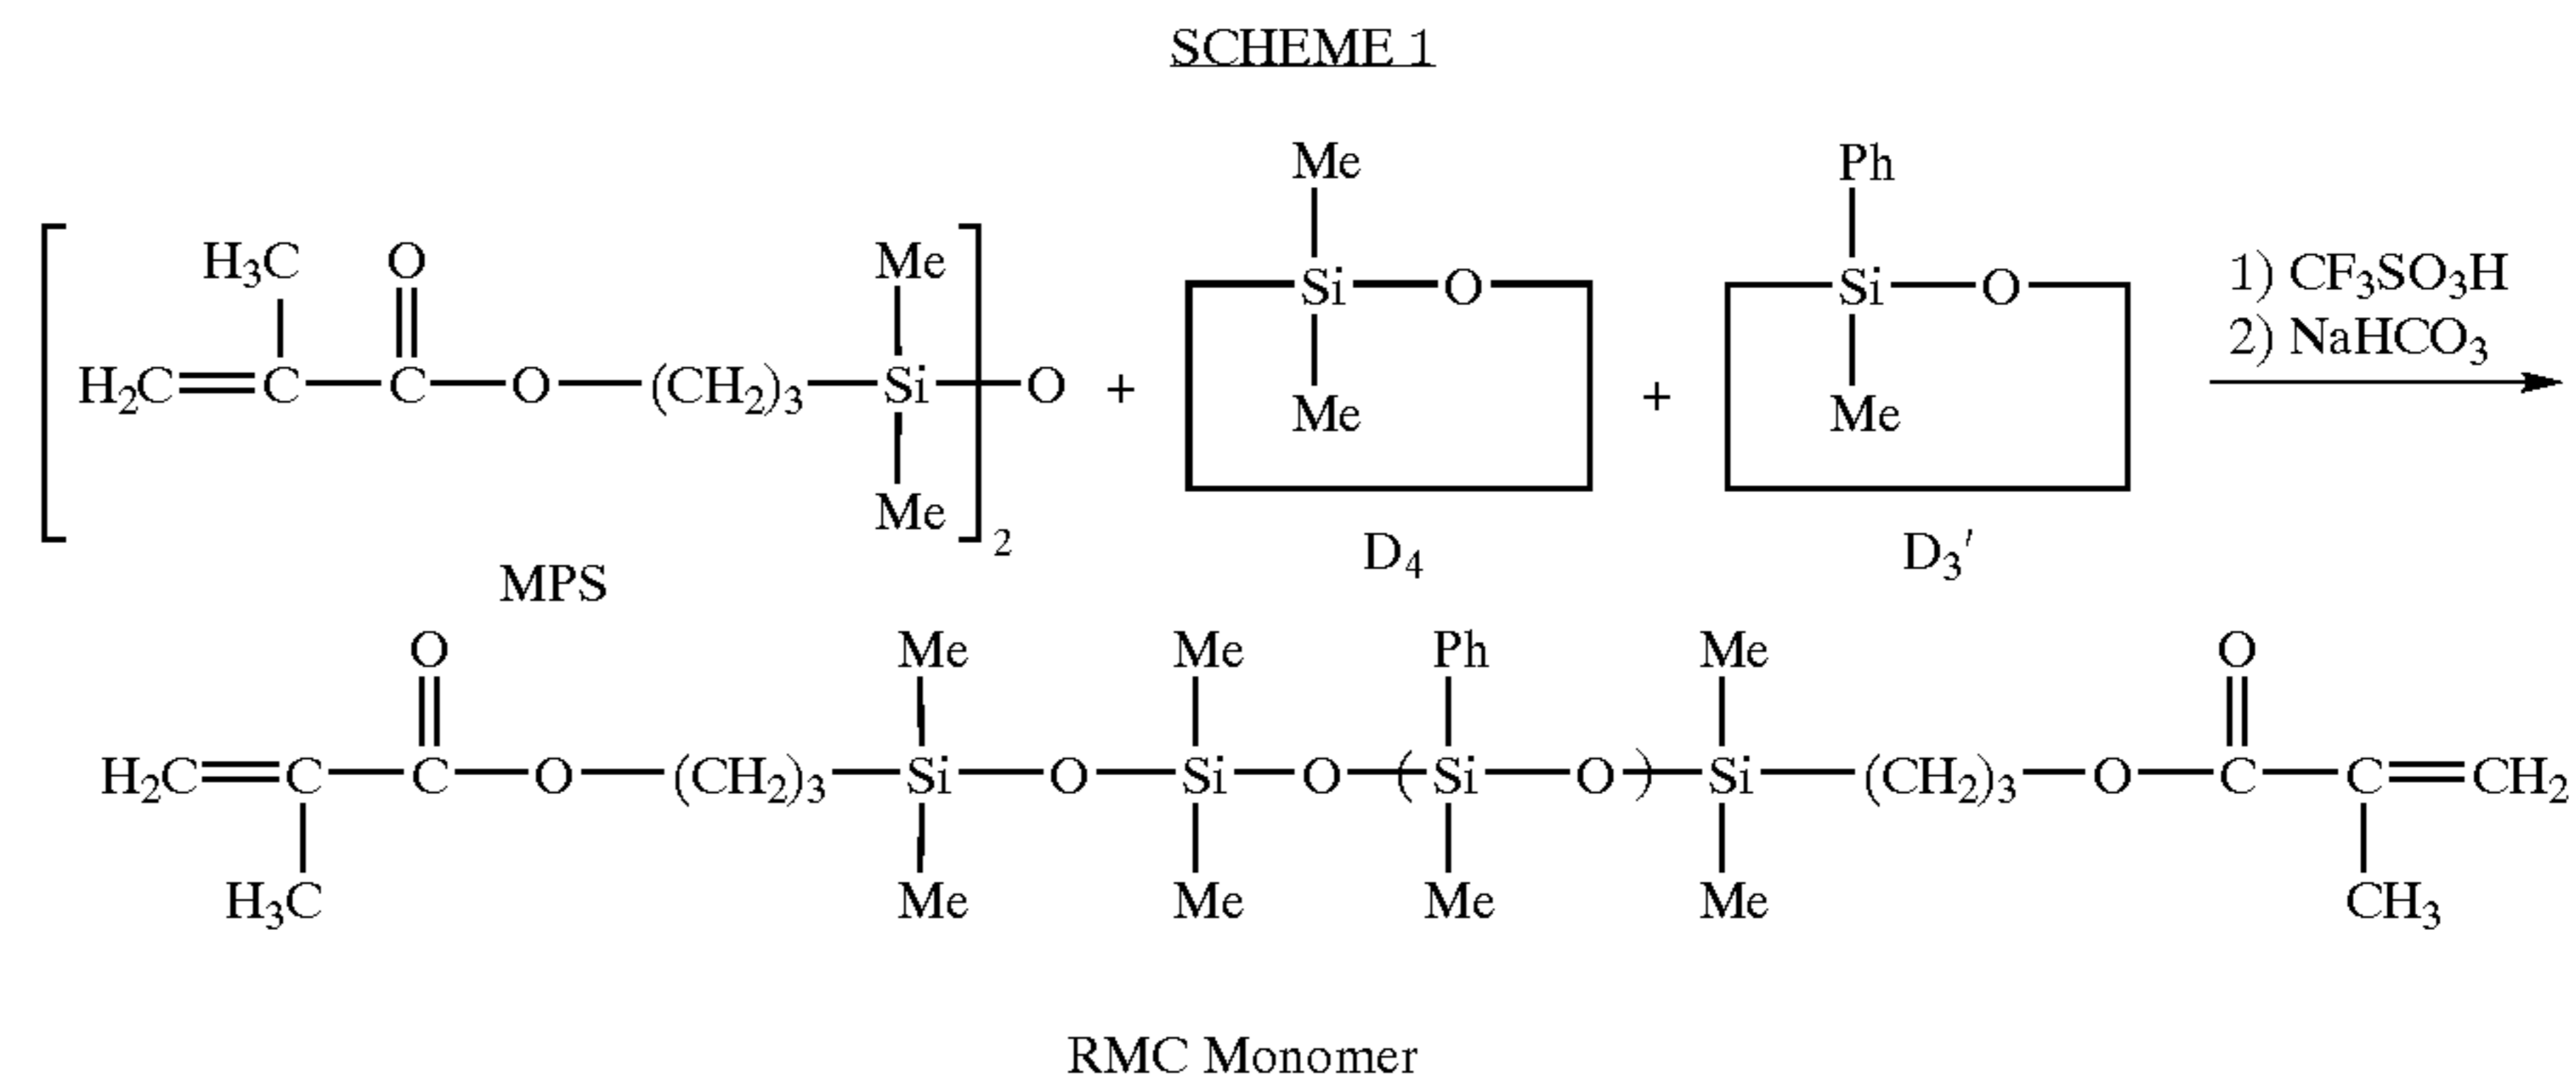 SCHEME 1
Me Ph
H₃C O Me Si—O Si—O 1) CF₃SO₃H
2) NaHCO₃
H₂C=C—C—O—(CH₂)₃—Si—O + Me + Me
Me ]₂
D₄ D₃′
MPS
O Me Me Ph Me O
H₂C=C—C—O—(CH₂)₃—Si—O—Si—O—(Si—O)—Si—(CH₂)₃—O—C—C=CH₂
H₃C Me Me Me Me CH₃
RMC Monomer